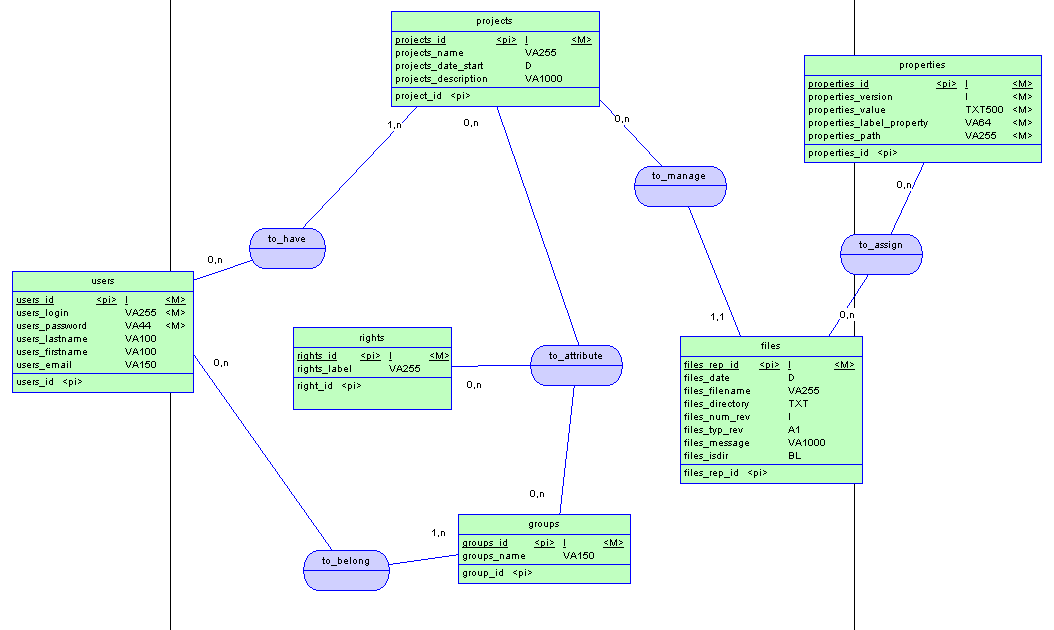 projects
projects_id <pi> I <M>
projects_name VA255
projects_date_start D
projects_description VA1000
project_id <pi>
properties
properties_id <pi> I <M>
properties_version I <M>
properties_value TXT500 <M>
properties_label_property VA64 <M>
properties_path VA255 <M>
properties_id <pi>
1,n
0,n
0,n
to_manage
0,n
to_have
0,n
to_assign
users
users_id <pi> I <M>
users_login VA255 <M>
users_password VA44 <M>
users_lastname VA100
users_firstname VA100
users_email VA150
users_id <pi>
1,1
0,n
rights
rights_id <pi> I <M>
rights_label VA255
right_id <pi>
to_attribute
0,n
0,n
files
files_rep_id <pi> I <M>
files_date D
files_filename VA255
files_directory TXT
files_num_rev I
files_typ_rev A1
files_message VA1000
files_isdir BL
files_rep_id <pi>
0,n
groups
groups_id <pi> I <M>
groups_name VA150
group_id <pi>
1,n
to_belong